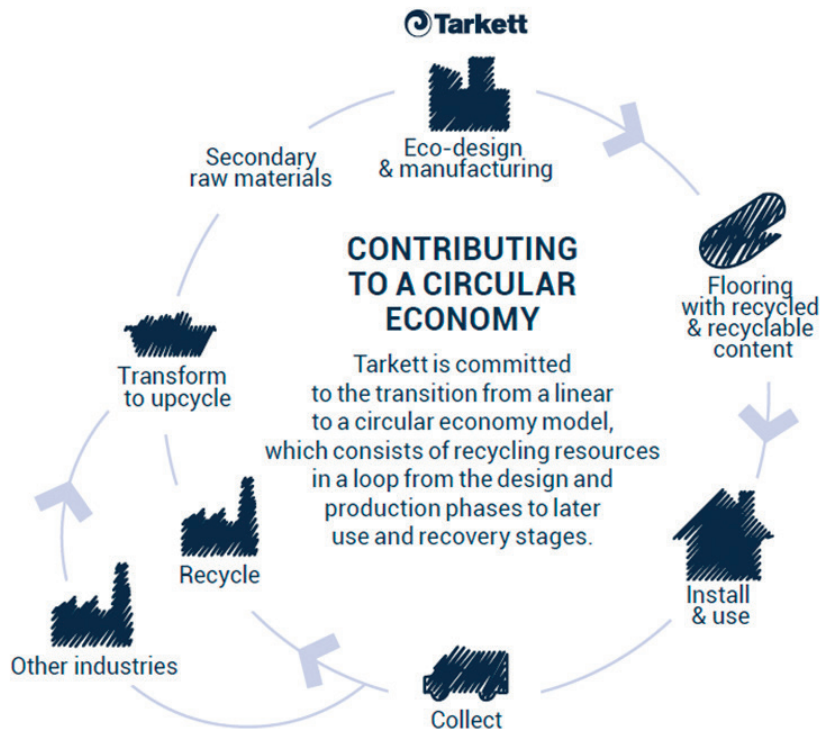 Tarkett
Eco-design
& manufacturing
Secondary
raw materials
CONTRIBUTING
TO A CIRCULAR
ECONOMY
Tarkett is committed
to the transition from a linear
to a circular economy model,
which consists of recycling resources
in a loop from the design and
production phases to later
use and recovery stages.
Flooring
with recycled
& recyclable
content
Transform
to upcycle
Recycle
Install
& use
Other industries
Collect